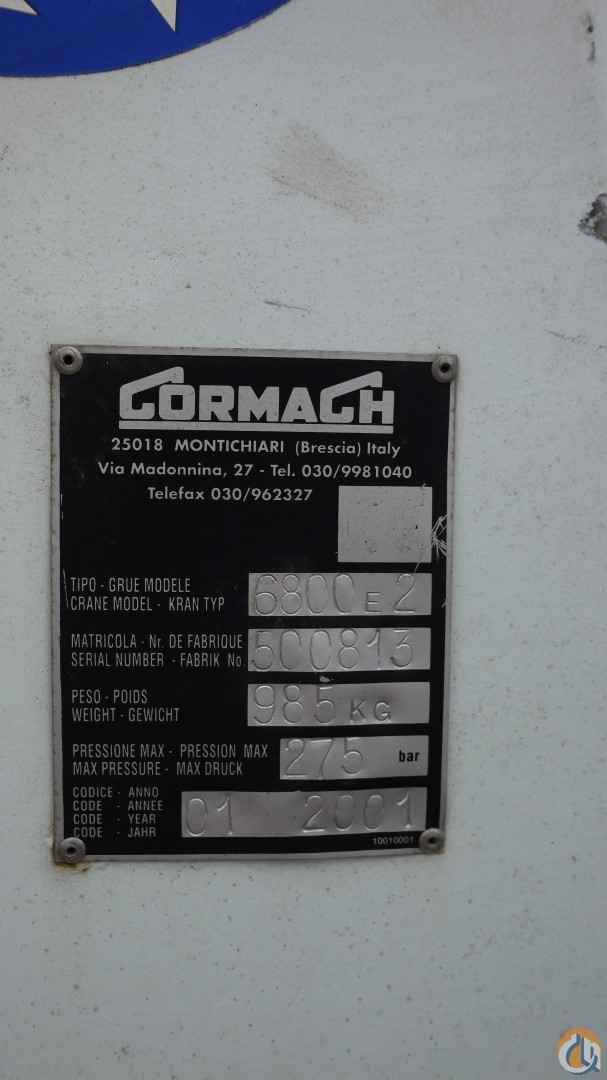 CORMACH
25018 MONTICHIARI (Brescia) Italy
Via Madonnina, 27 - Tel. 030/9981040
Telefax 030/962327
TIPO - GRUE MODELE
CRANE MODEL - KRAN TYP 6800 E 2
MATRICOLA - Nr. DE FABRIQUE
SERIAL NUMBER - FABRIK No. 500813
PESO - POIDS
WEIGHT - GEWICHT 985 KG
PRESSIONE MAX - PRESSION MAX
MAX PRESSURE - MAX DRUCK 275 bar
CODICE - ANNO
CODE - ANNEE
CODE - YEAR
CODE - JAHR 01 2001
10010001